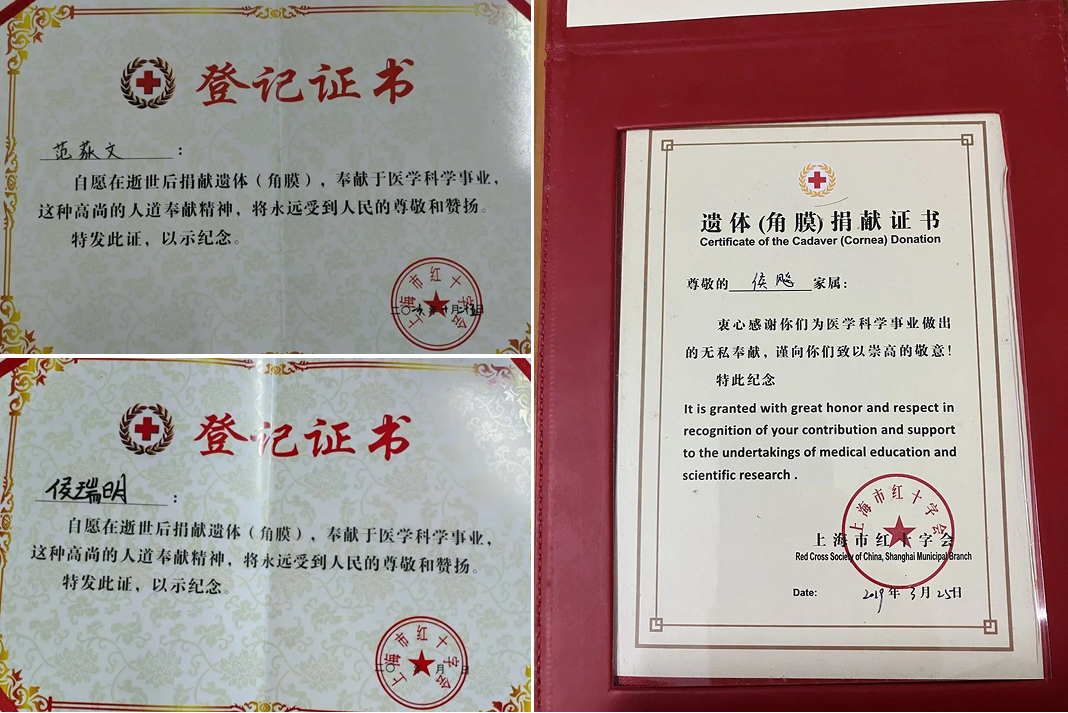 登记证书
范敬文：
自愿在逝世后捐献遗体（角膜），奉献于医学科学事业，
这种高尚的人道奉献精神，将永远受到人民的尊敬和赞扬。
特发此证，以示纪念。
上海市红十字会
登记证书
侯瑞明：
自愿在逝世后捐献遗体（角膜），奉献于医学科学事业，
这种高尚的人道奉献精神，将永远受到人民的尊敬和赞扬。
特发此证，以示纪念。
上海市红十字会
二〇 年 月 日
遗体(角膜)捐献证书
Certificate of the Cadaver (Cornea) Donation
尊敬的 侯飚 家属：
衷心感谢你们为医学科学事业做出
的无私奉献，谨向你们致以崇高的敬意！
特此纪念
It is granted with great honor and respect in
recognition of your contribution and support
to the undertakings of medical education and
scientific research .
上海市红十字会
上海市红十字会
Red Cross Society of China, Shanghai Municipal Branch
Date: 2019年3月25日